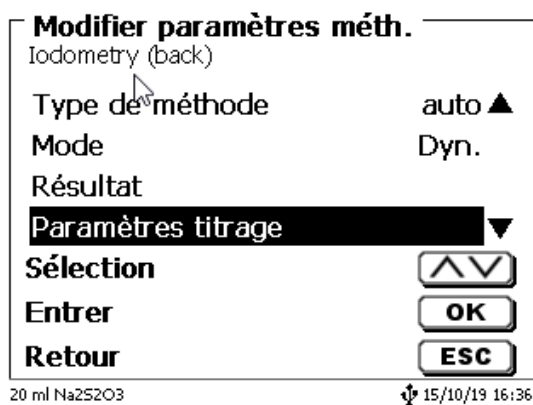 Modifier paramètres méth.
Iodometry (back)
Type de méthode auto
Mode Dyn.
Résultat
Paramètres titrage
Sélection
Entrer OK
Retour ESC
20 ml Na2S2O3 15/10/19 16:36